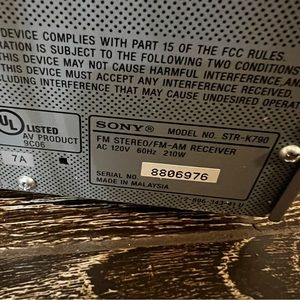 DEVICE COMPLIES WITH PART 15 OF THE FCC RULES.
RATION IS SUBJECT TO THE FOLLOWING TWO CONDITIONS
DEVICE MAY NOT CAUSE HARMFUL INTERFERENCE, AND
DEVICE MUST ACCEPT ANY INTERFERENCE RECEIVED
INCLUDING INTERFERENCE THAT MAY CAUSE UNDESIRED
UL LISTED
AV PRODUCT
9C06
7A
SONY®
MODEL NO. STR-K790
FM STEREO/FM-AM RECEIVER
AC 120V 60Hz 210W
SERIAL NO. 8806976
MADE IN MALAYSIA